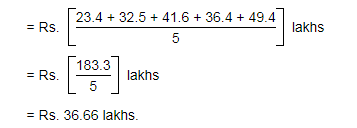 = Rs. [ 23.4 + 32.5 + 41.6 + 36.4 + 49.4 / 5 ] lakhs
= Rs. [ 183.3 / 5 ] lakhs
= Rs. 36.66 lakhs.